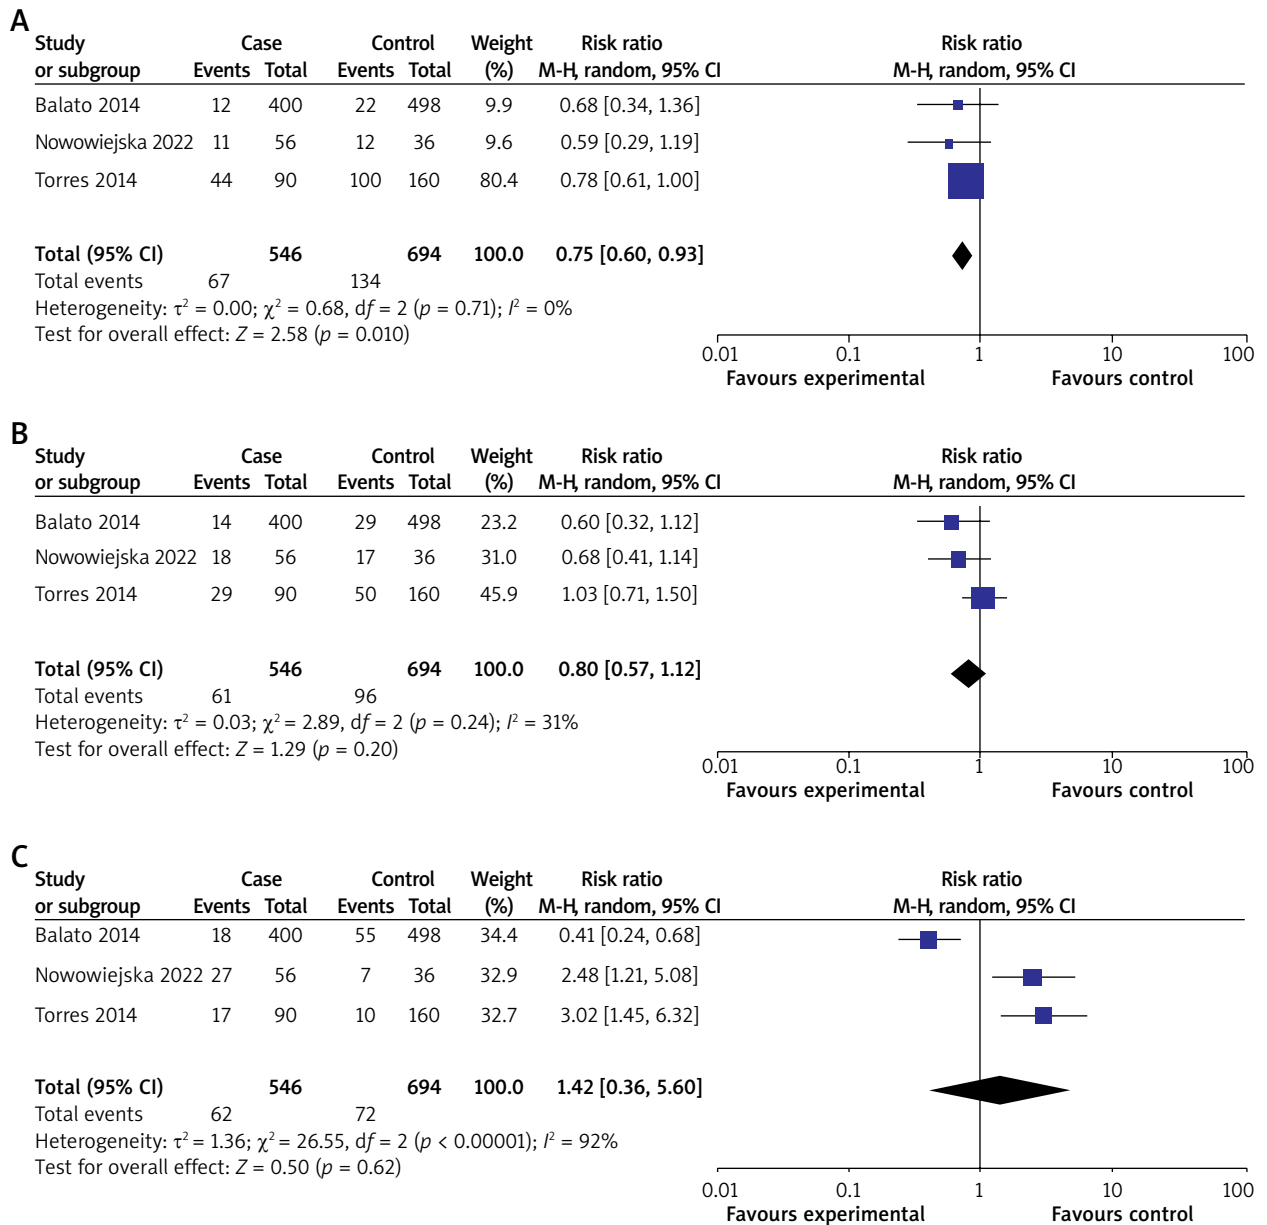 A
Study Case Control Weight Risk ratio Risk ratio
or subgroup Events Total Events Total (%) M-H, random, 95% CI M-H, random, 95% CI
Balato 2014 12 400 22 498 9.9 0.68 [0.34, 1.36]
Nowowiejska 2022 11 56 12 36 9.6 0.59 [0.29, 1.19]
Torres 2014 44 90 100 160 80.4 0.78 [0.61, 1.00]
Total (95% CI) 546 694 100.0 0.75 [0.60, 0.93]
Total events 67 134
Heterogeneity: τ² = 0.00; χ² = 0.68, df = 2 (p = 0.71); I² = 0%
Test for overall effect: Z = 2.58 (p = 0.010)
0.01 0.1 1 10 100
Favours experimental Favours control
B
Study Case Control Weight Risk ratio Risk ratio
or subgroup Events Total Events Total (%) M-H, random, 95% CI M-H, random, 95% CI
Balato 2014 14 400 29 498 23.2 0.60 [0.32, 1.12]
Nowowiejska 2022 18 56 17 36 31.0 0.68 [0.41, 1.14]
Torres 2014 29 90 50 160 45.9 1.03 [0.71, 1.50]
Total (95% CI) 546 694 100.0 0.80 [0.57, 1.12]
Total events 61 96
Heterogeneity: τ² = 0.03; χ² = 2.89, df = 2 (p = 0.24); I² = 31%
Test for overall effect: Z = 1.29 (p = 0.20)
0.01 0.1 1 10 100
Favours experimental Favours control
C
Study Case Control Weight Risk ratio Risk ratio
or subgroup Events Total Events Total (%) M-H, random, 95% CI M-H, random, 95% CI
Balato 2014 18 400 55 498 34.4 0.41 [0.24, 0.68]
Nowowiejska 2022 27 56 7 36 32.9 2.48 [1.21, 5.08]
Torres 2014 17 90 10 160 32.7 3.02 [1.45, 6.32]
Total (95% CI) 546 694 100.0 1.42 [0.36, 5.60]
Total events 62 72
Heterogeneity: τ² = 1.36; χ² = 26.55, df = 2 (p < 0.00001); I² = 92%
Test for overall effect: Z = 0.50 (p = 0.62)
0.01 0.1 1 10 100
Favours experimental Favours control